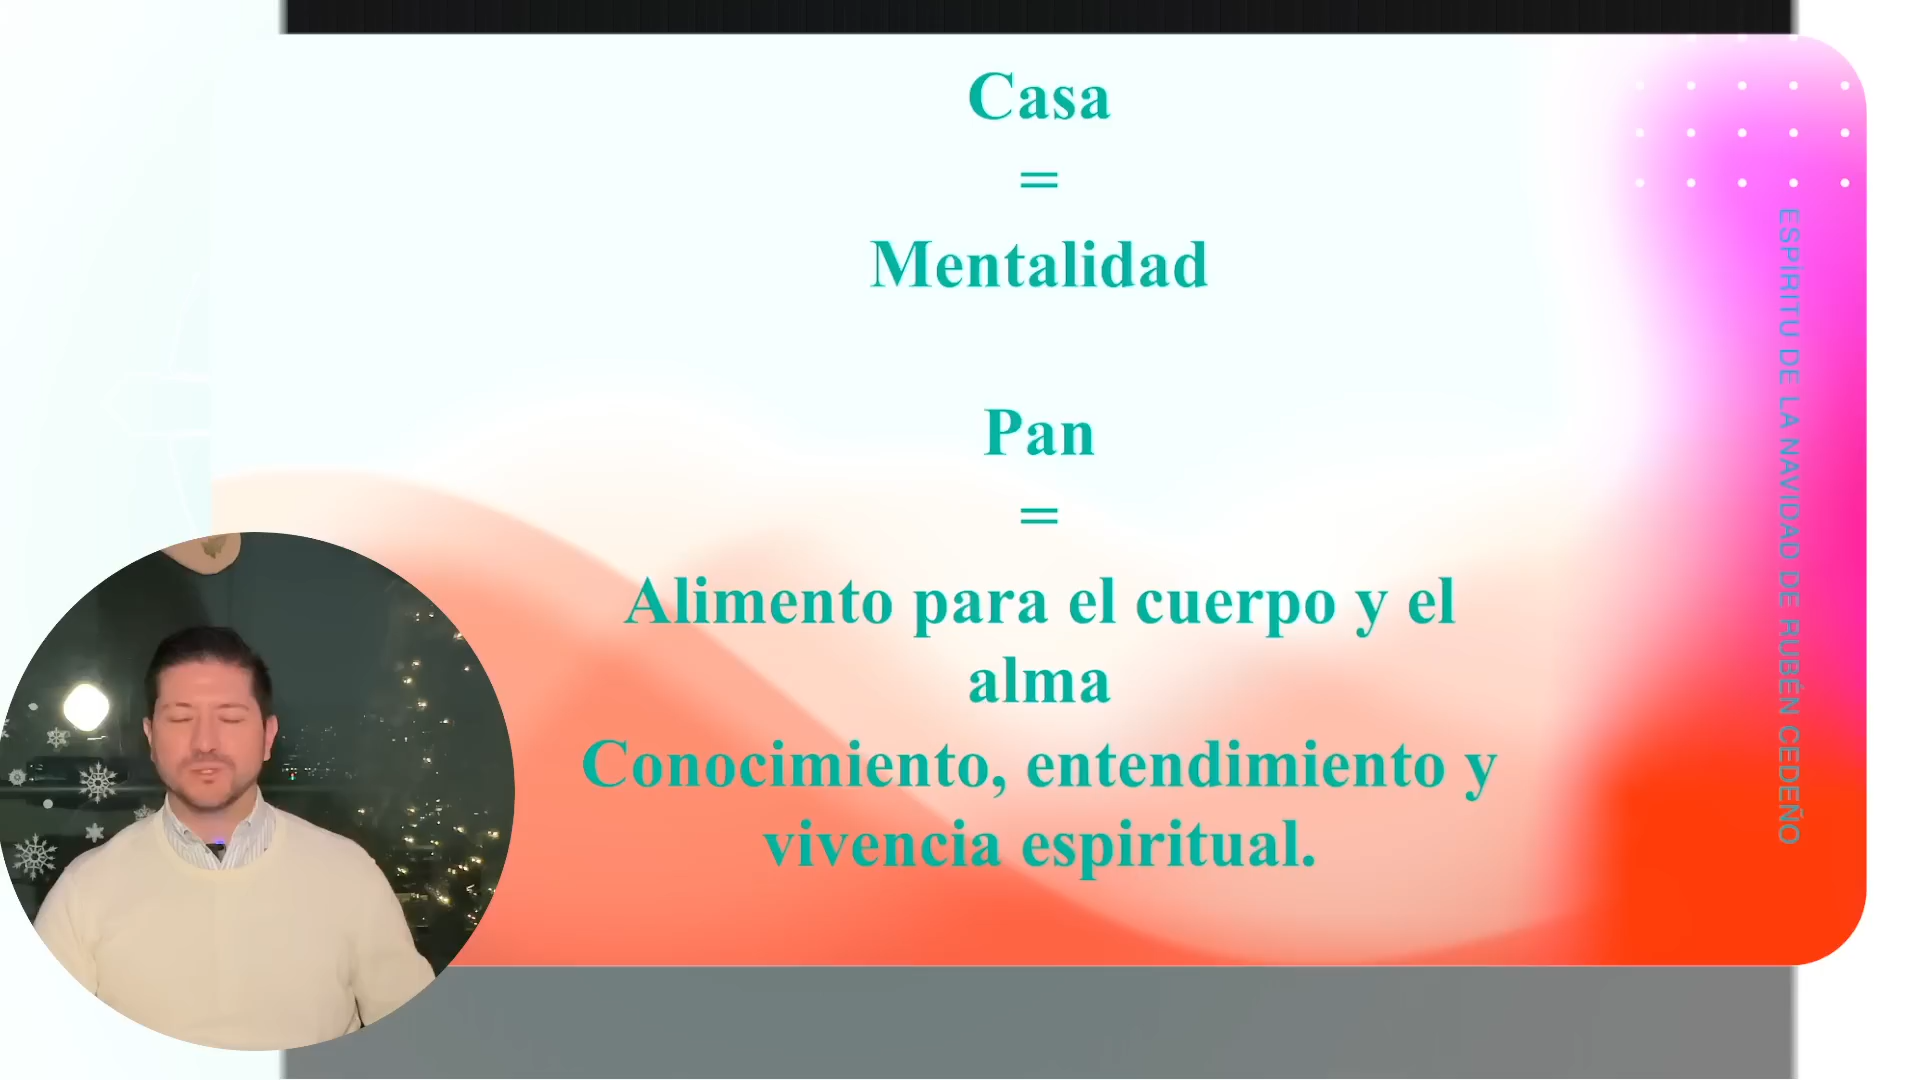 Casa
=
Mentalidad
Pan
=
Alimento para el cuerpo y el
alma
Conocimiento, entendimiento y
vivencia espiritual.
ESPÍRITU DE LA NAVIDAD DE RUBÉN CEDEÑO